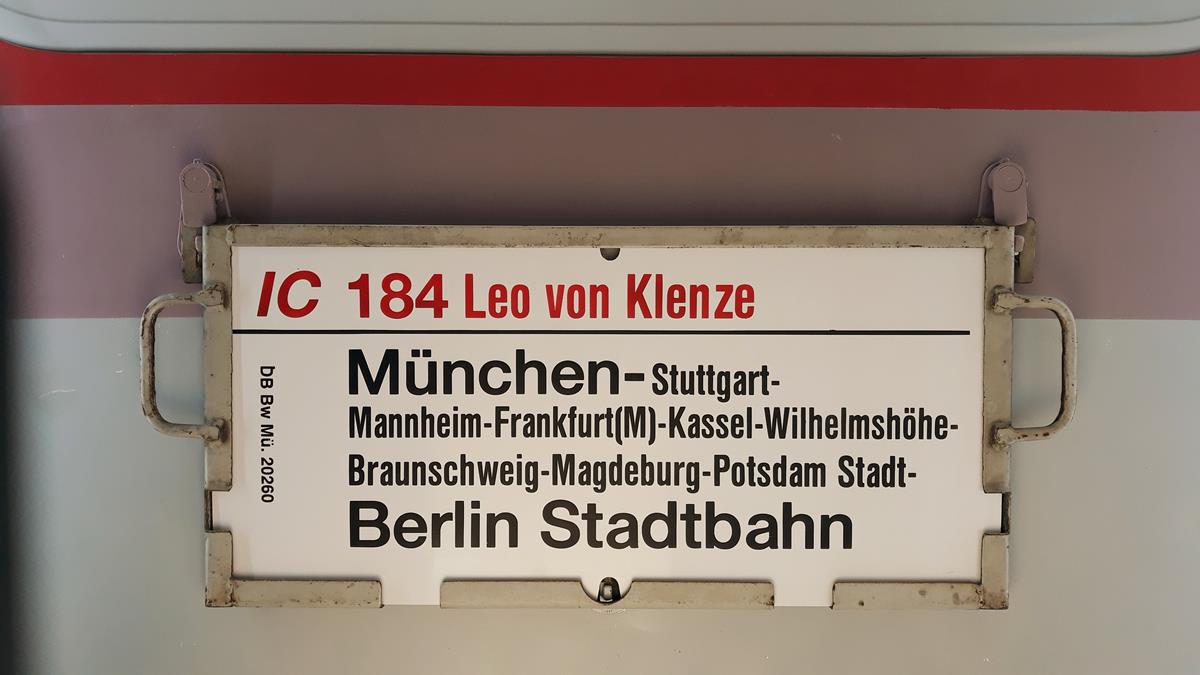 IC 184 Leo von Klenze
München-Stuttgart-
Mannheim-Frankfurt(M)-Kassel-Wilhelmshöhe-
Braunschweig-Magdeburg-Potsdam Stadt-
Berlin Stadtbahn
DB Bw Mü. 20260